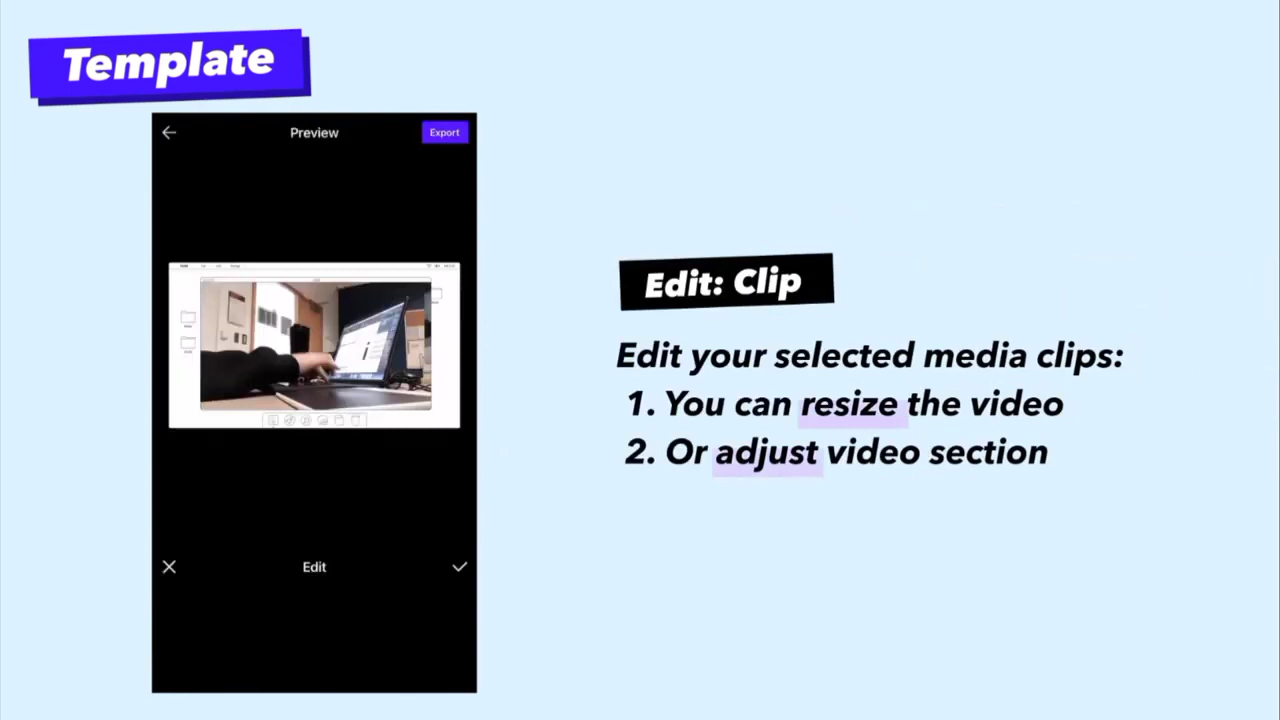 Template
Preview
Export
Edit: Clip
Edit your selected media clips:
1. You can resize the video
2. Or adjust video section
Edit